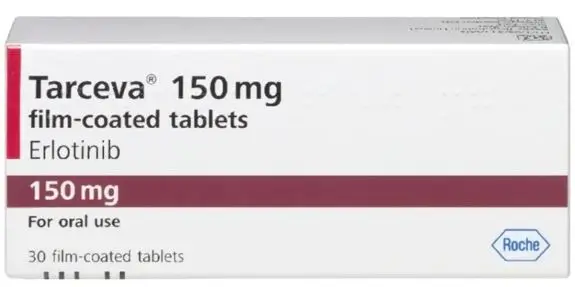 Tarceva® 150 mg
film-coated tablets
Erlotinib
150 mg
For oral use
30 film-coated tablets
Roche